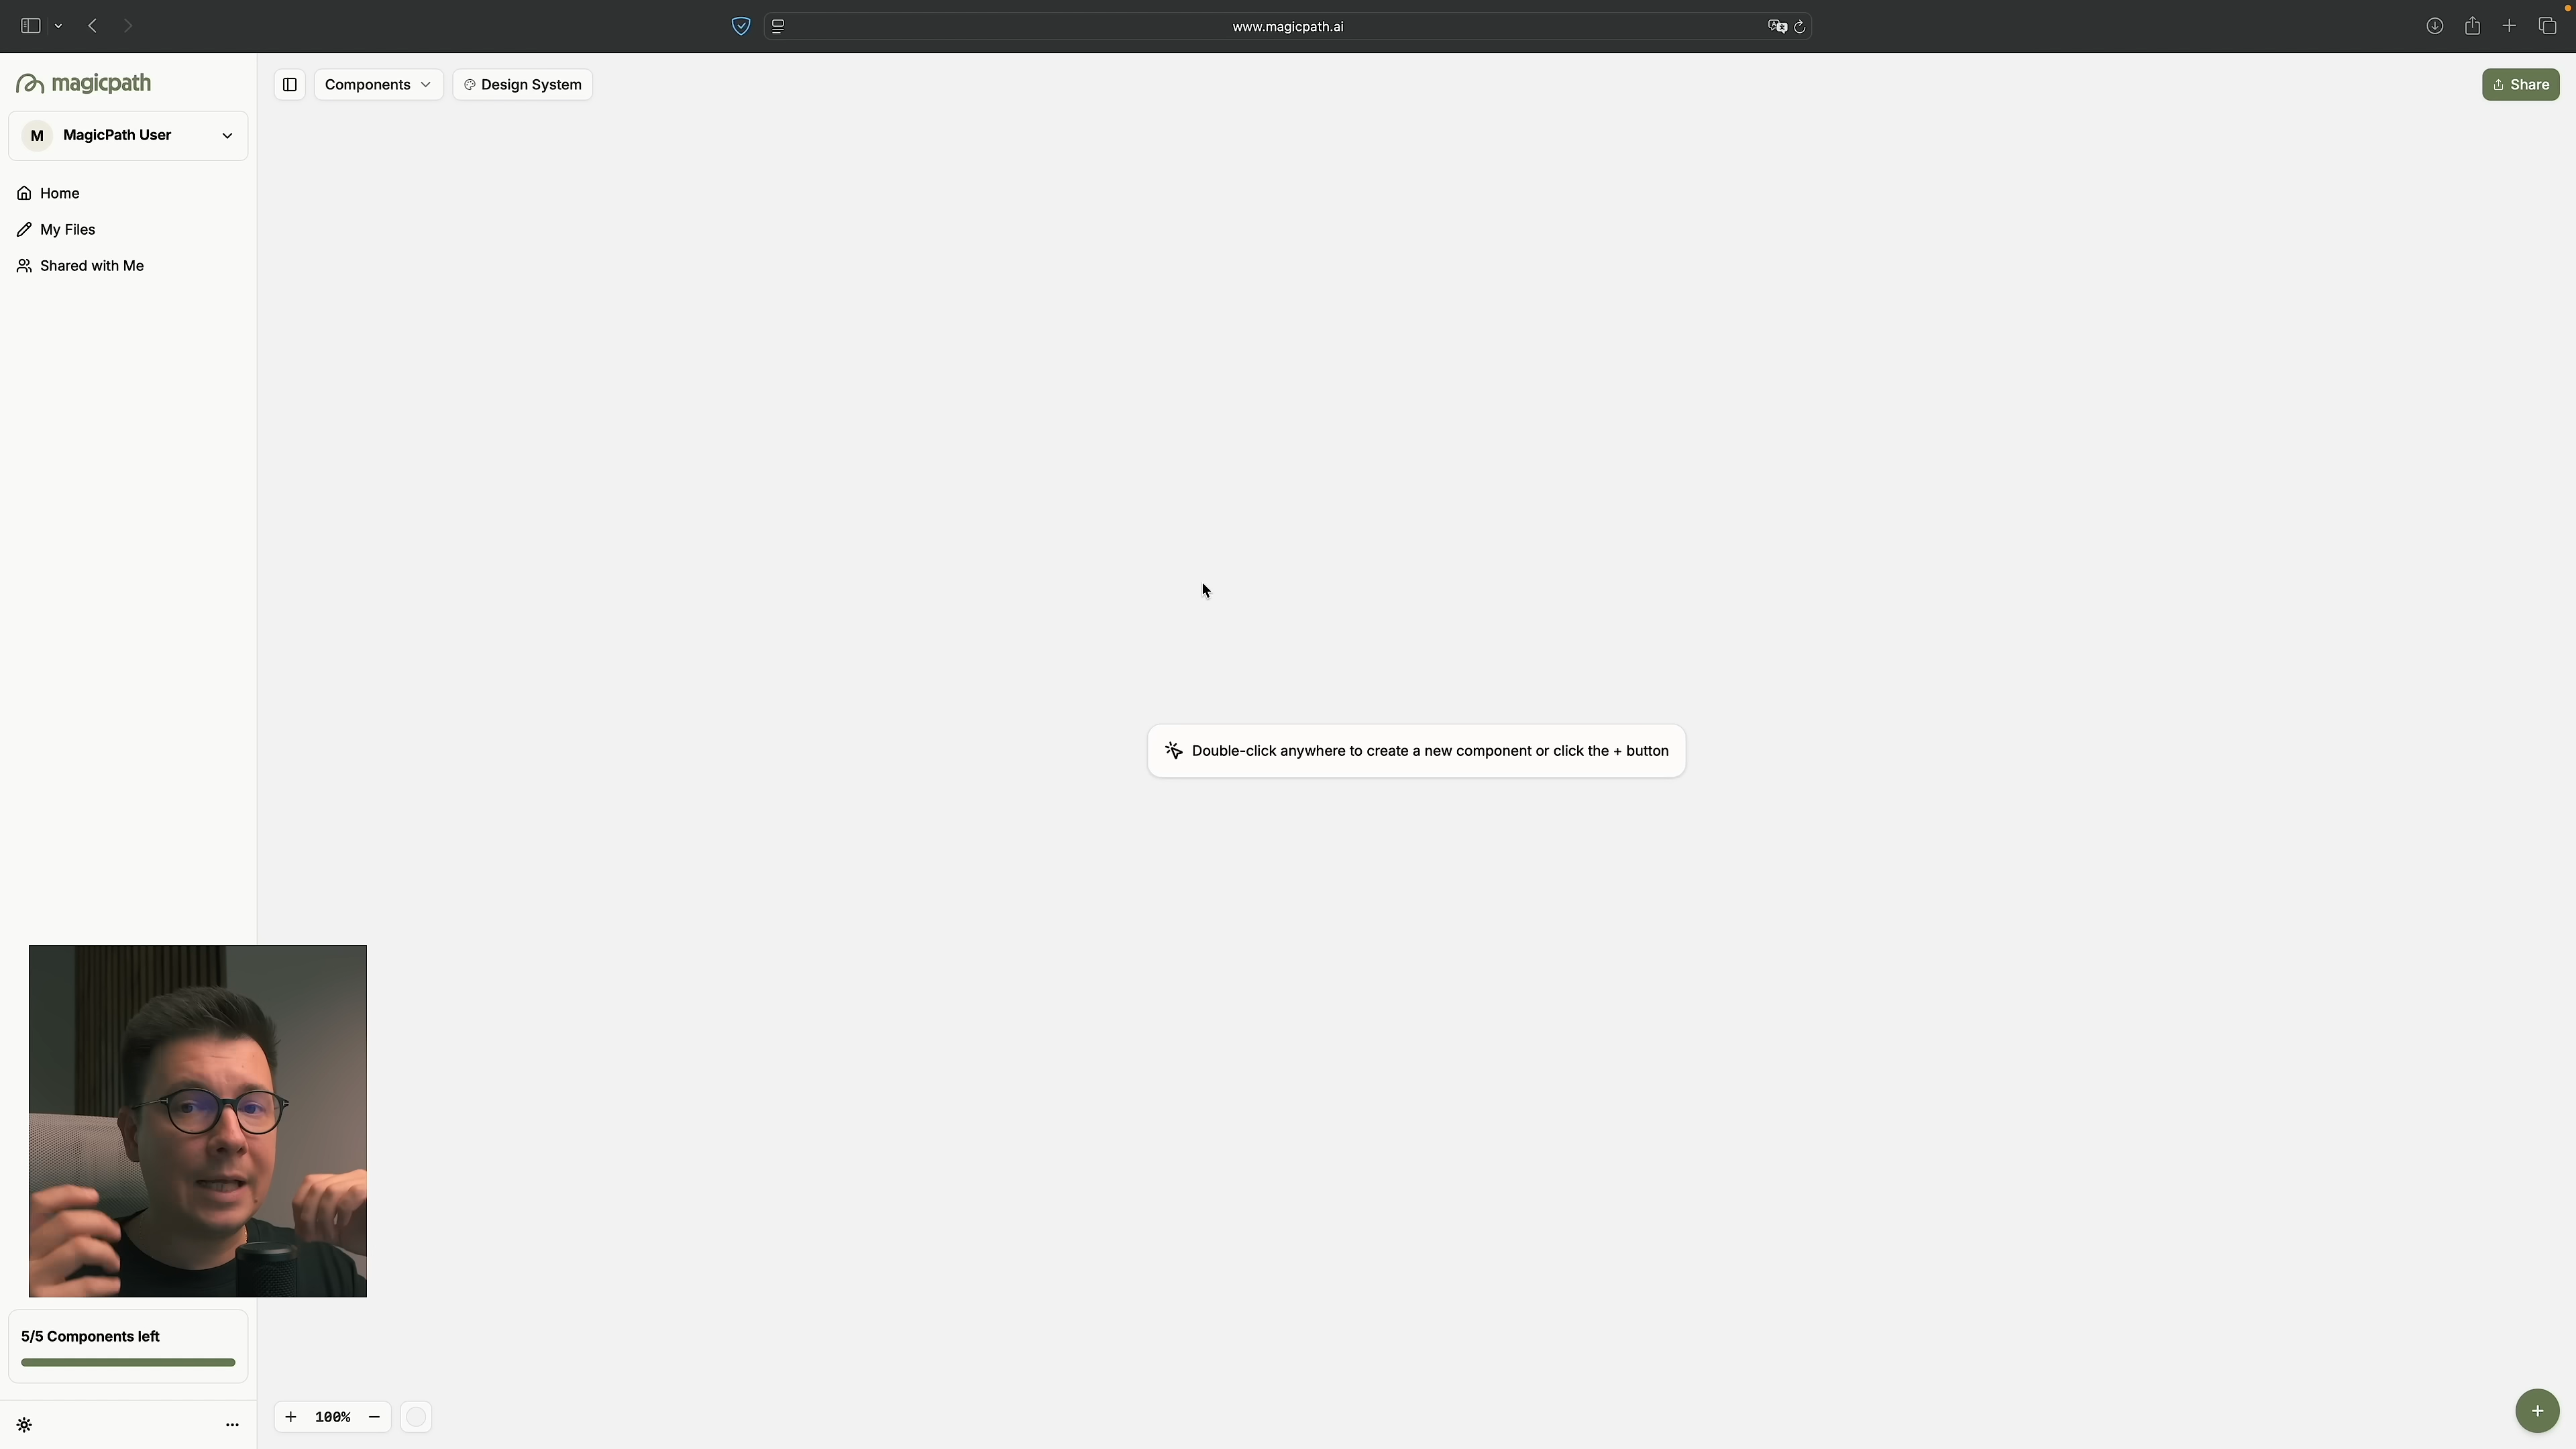 www.magicpath.ai
magicpath
Components
Design System
Share
M
MagicPath User
Home
My Files
Shared with Me
Double-click anywhere to create a new component or click the + button
5/5 Components left
+ 100% −
+